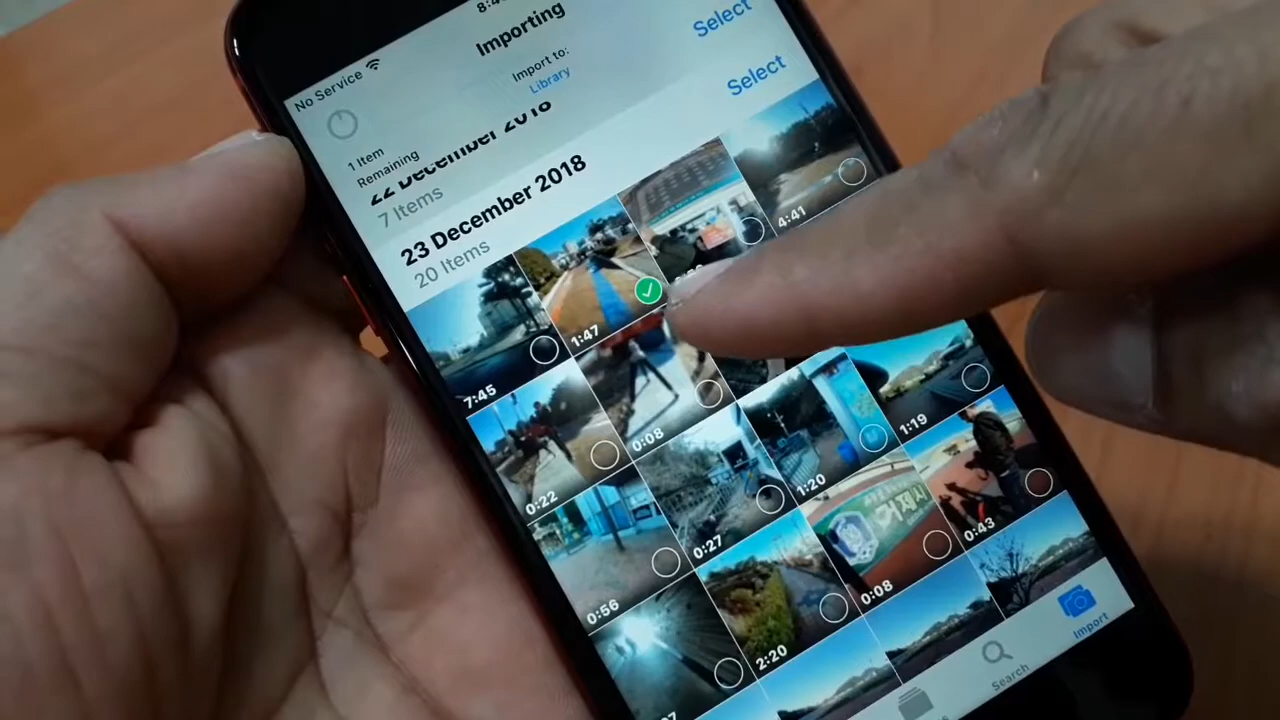 No Service
Importing
Select
Import to:
Library
1 Item
Remaining
22 December 2018
7 Items
Select
23 December 2018
20 Items
7:45
1:47
4:41
0:22
0:08
1:19
0:56
0:27
1:20
0:43
2:20
0:08
Search
Import